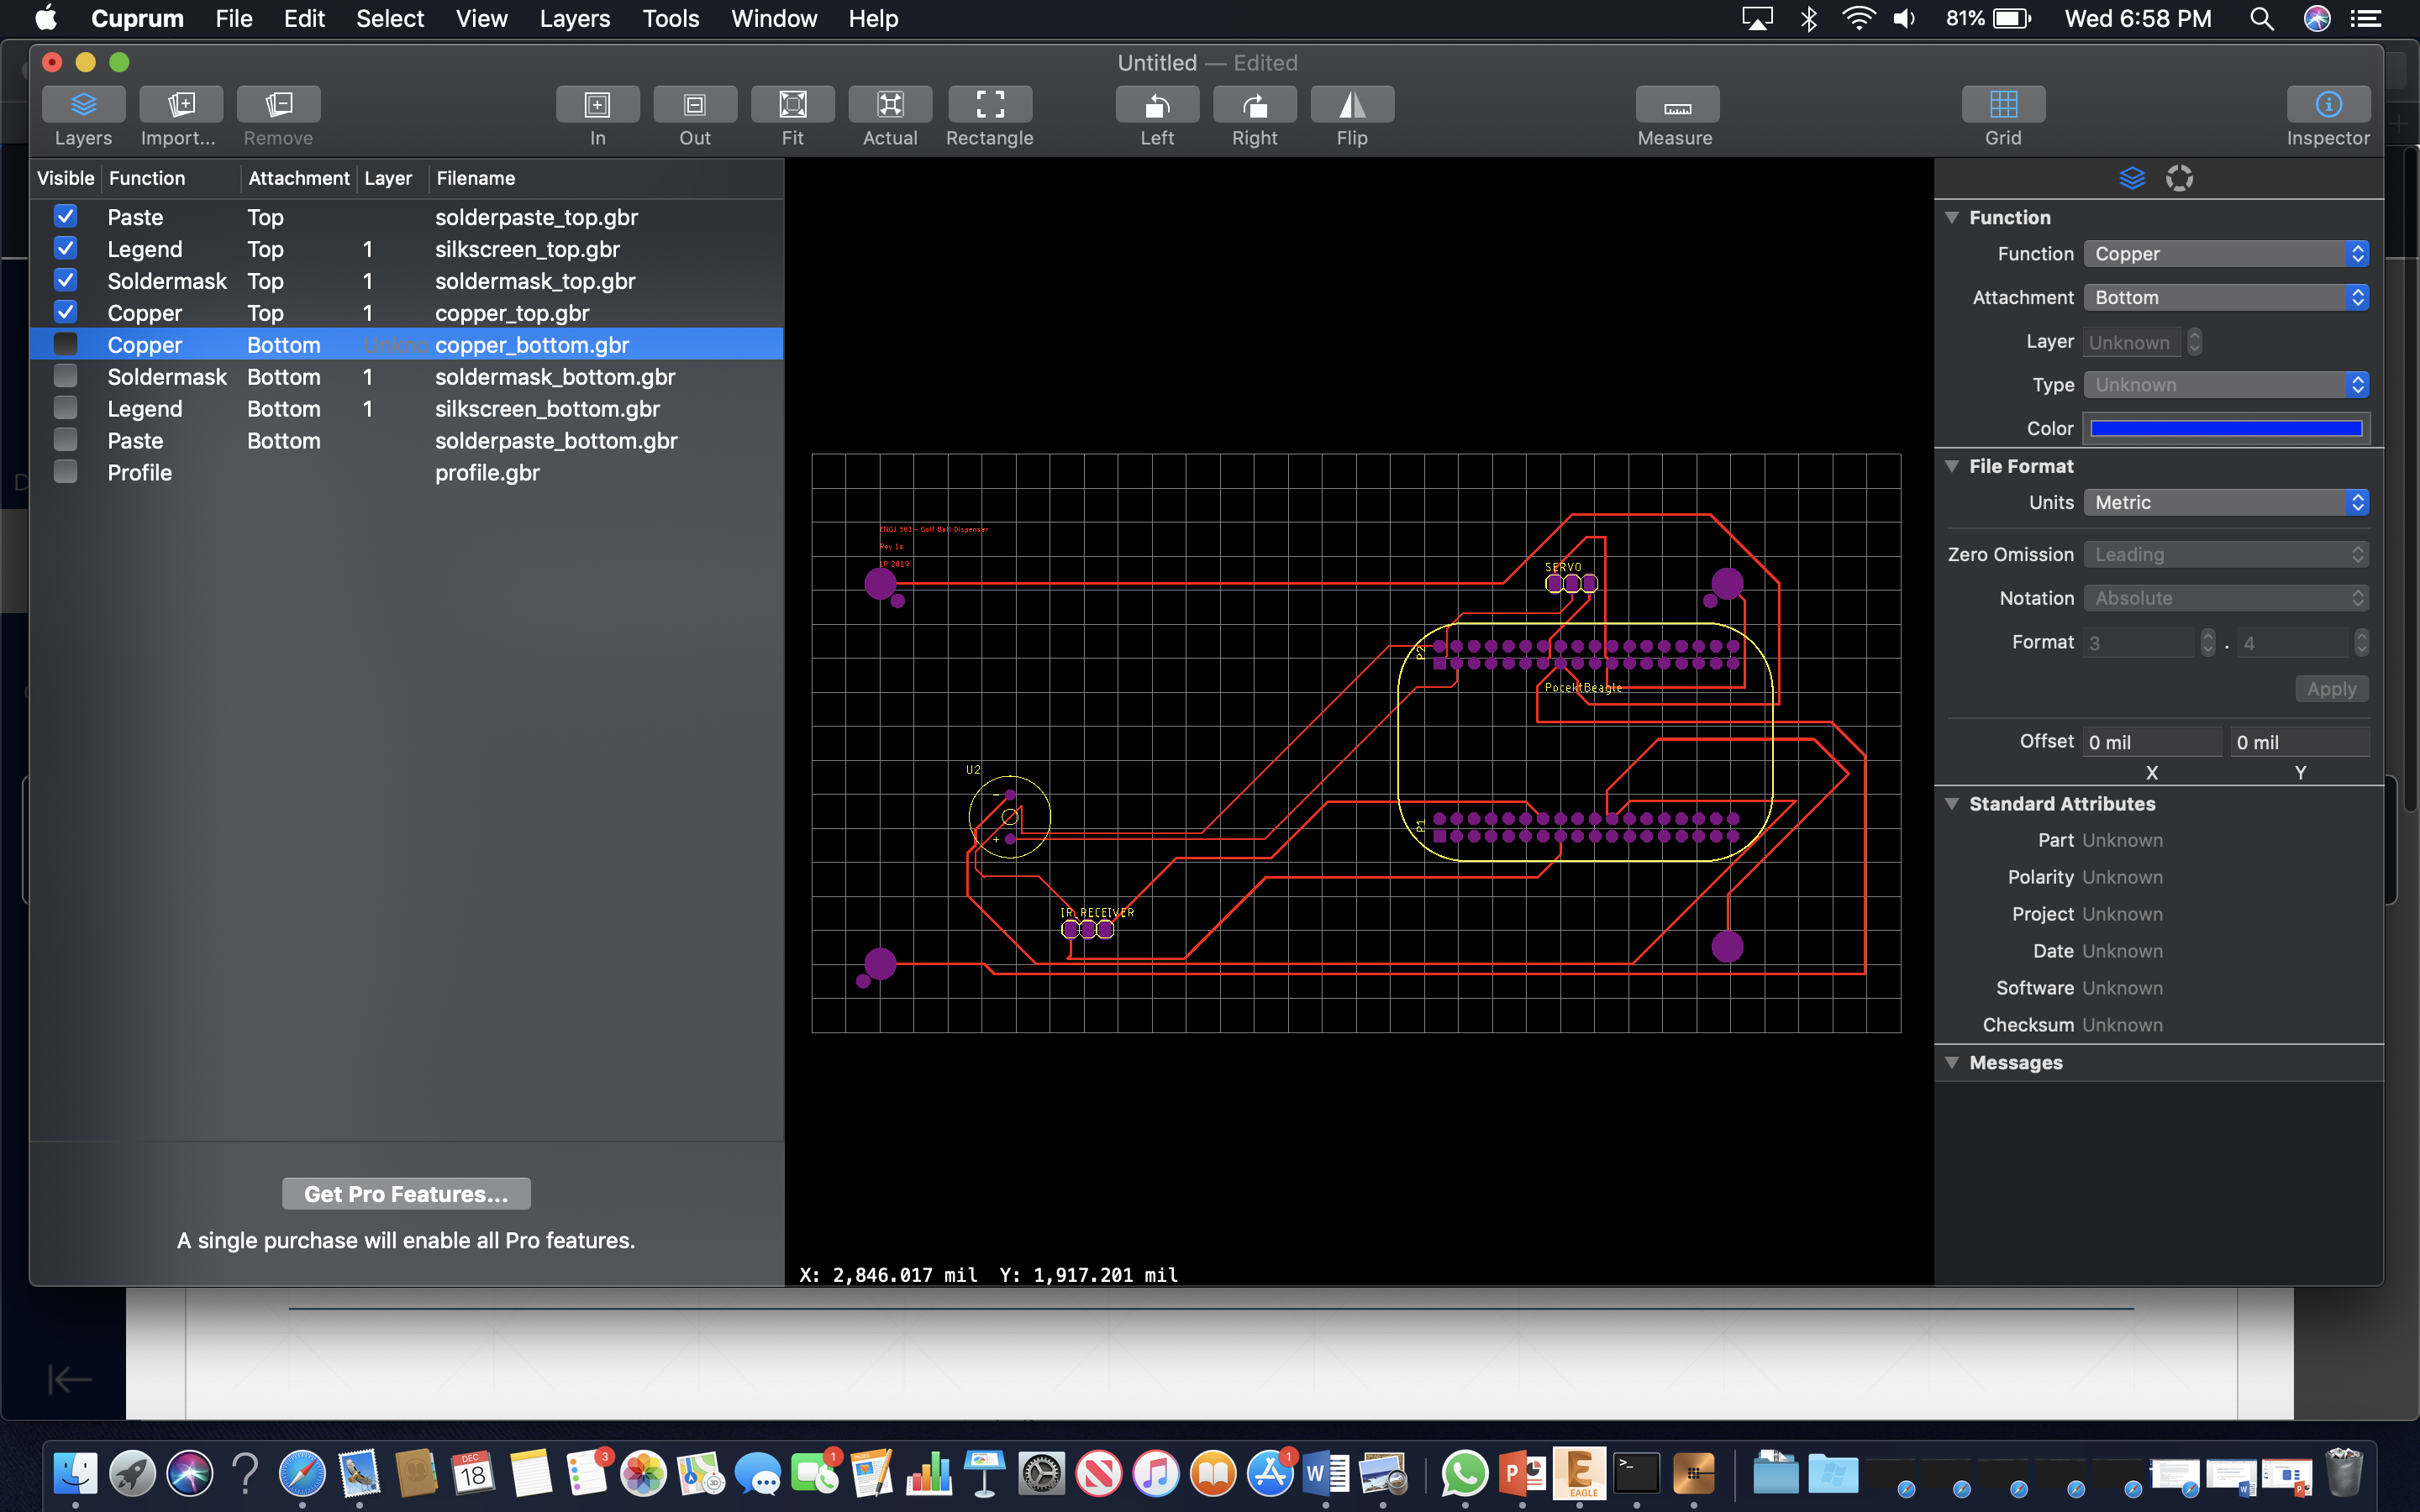 Cuprum File Edit Select View Layers Tools Window Help
81% Wed 6:58 PM
Untitled — Edited
Layers Import... Remove In Out Fit Actual Rectangle Left Right Flip Measure Grid Inspector
Visible Function Attachment Layer Filename
Paste Top solderpaste_top.gbr
Legend Top 1 silkscreen_top.gbr
Soldermask Top 1 soldermask_top.gbr
Copper Top 1 copper_top.gbr
Copper Bottom Unkno copper_bottom.gbr
Soldermask Bottom 1 soldermask_bottom.gbr
Legend Bottom 1 silkscreen_bottom.gbr
Paste Bottom solderpaste_bottom.gbr
Profile profile.gbr
Get Pro Features...
A single purchase will enable all Pro features.
- Golf Ball Dispenser
2019
SERVO
P2
PocektBeagle
U2
-
+
P1
IR RECEIVER
X: 2,846.017 mil Y: 1,917.201 mil
Function
Function Copper
Attachment Bottom
Layer Unknown
Type Unknown
Color
File Format
Units Metric
Zero Omission Leading
Notation Absolute
Format 3 . 4
Apply
Offset 0 mil 0 mil
X Y
Standard Attributes
Part Unknown
Polarity Unknown
Project Unknown
Date Unknown
Software Unknown
Checksum Unknown
Messages
DEC
18
3
1
1
EAGLE